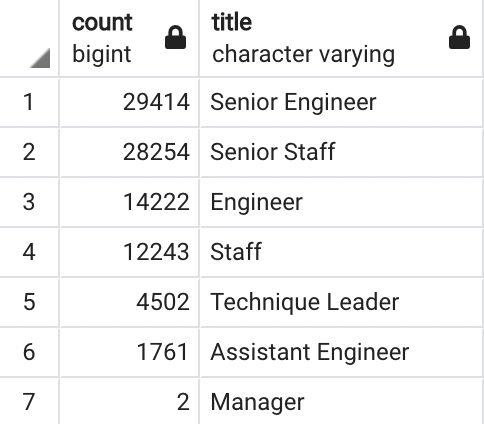 count title
bigint character varying
1 29414 Senior Engineer
2 28254 Senior Staff
3 14222 Engineer
4 12243 Staff
5 4502 Technique Leader
6 1761 Assistant Engineer
7 2 Manager